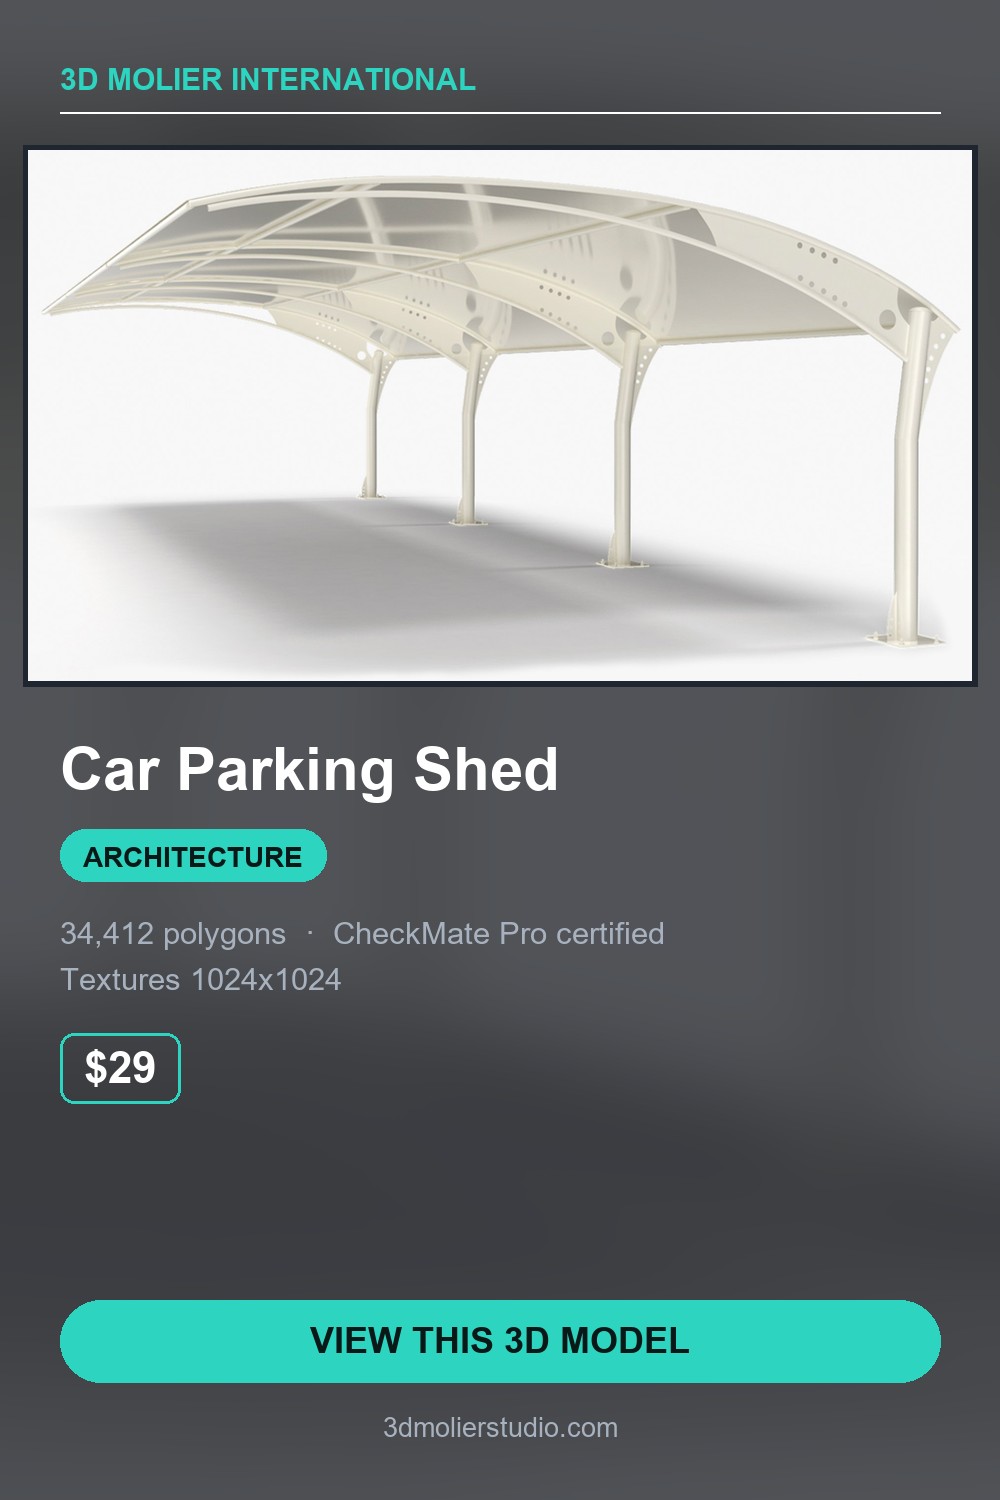 3D MOLIER INTERNATIONAL
Car Parking Shed
ARCHITECTURE
34,412 polygons · CheckMate Pro certified
Textures 1024x1024
$29
VIEW THIS 3D MODEL
3dmolierstudio.com